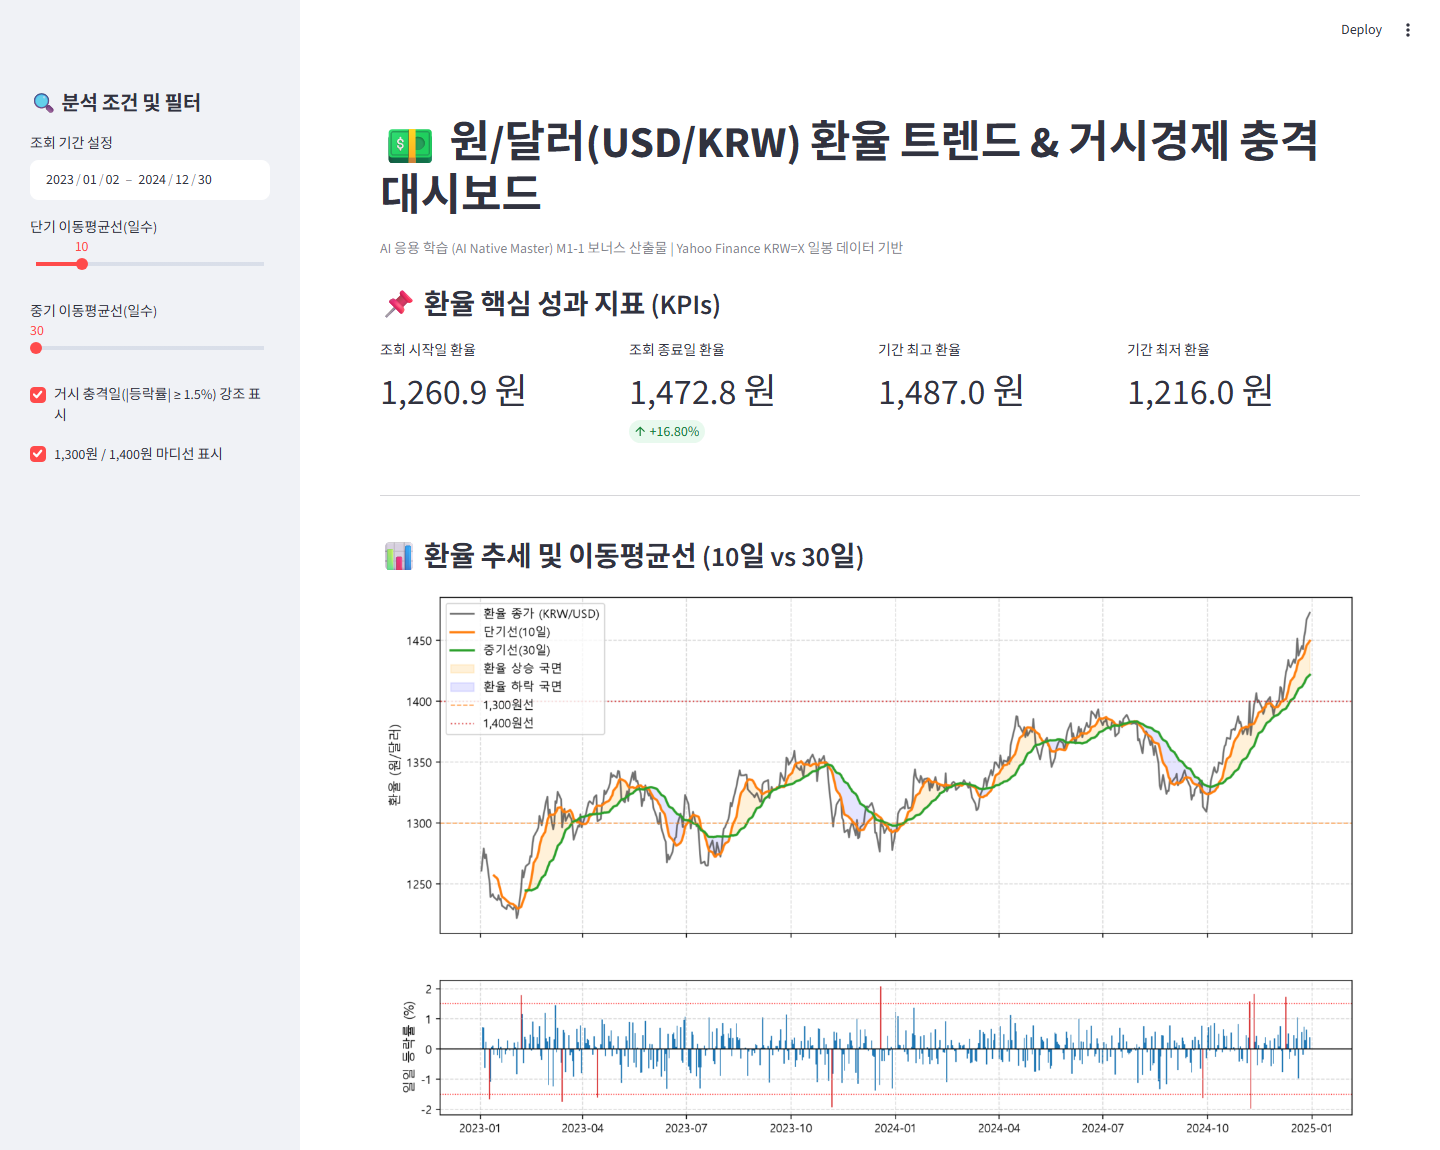 Deploy
분석 조건 및 필터
조회 기간 설정
2023 / 01 / 02 – 2024 / 12 / 30
단기 이동평균선(일수)
10
중기 이동평균선(일수)
30
거시 충격일(|등락률| ≥ 1.5%) 강조 표
시
1,300원 / 1,400원 마디선 표시
원/달러(USD/KRW) 환율 트렌드 & 거시경제 충격
대시보드
AI 응용 학습 (AI Native Master) M1-1 보너스 산출물 | Yahoo Finance KRW=X 일봉 데이터 기반
환율 핵심 성과 지표 (KPIs)
조회 시작일 환율
1,260.9 원
조회 종료일 환율
1,472.8 원
↑ +16.80%
기간 최고 환율
1,487.0 원
기간 최저 환율
1,216.0 원
환율 추세 및 이동평균선 (10일 vs 30일)
환율 종가 (KRW/USD)
단기선(10일)
중기선(30일)
환율 상승 국면
환율 하락 국면
1,300원선
1,400원선
환율 (원/달러)
1450
1400
1350
1300
1250
일일 등락률 (%)
2
1
0
-1
-2
2023-01
2023-04
2023-07
2023-10
2024-01
2024-04
2024-07
2024-10
2025-01